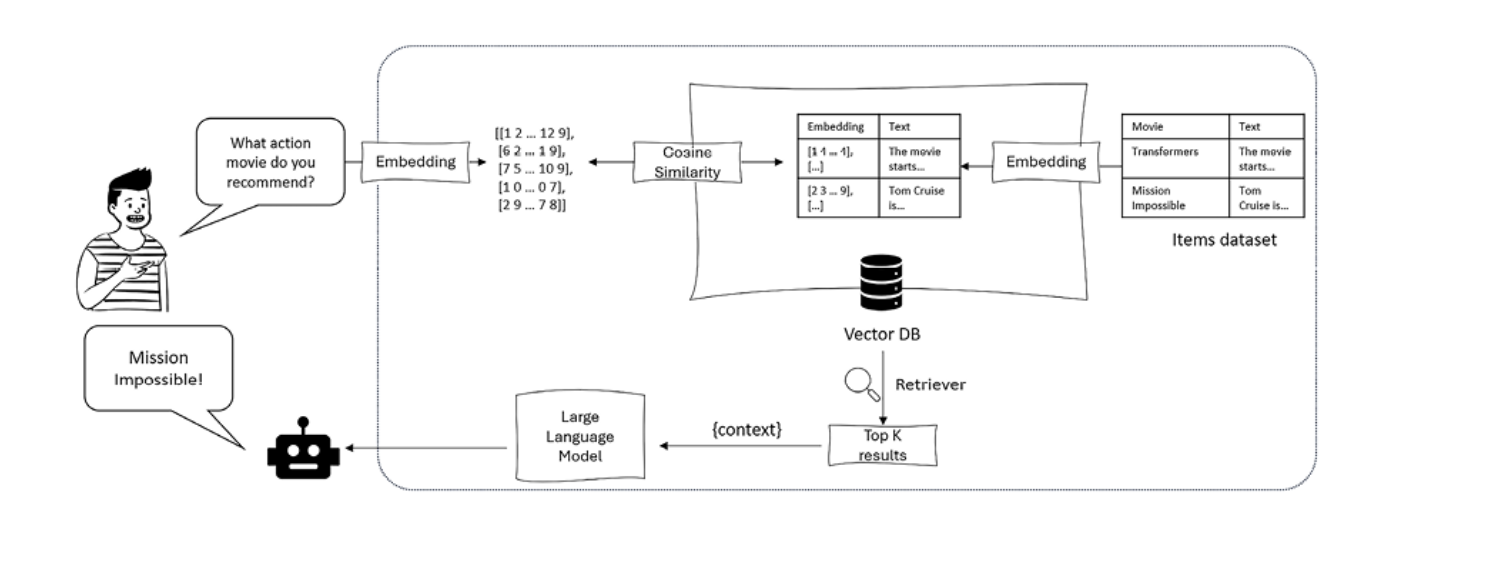 What action
movie do you
recommend?
Embedding
[[1 2 ... 12 9],
[6 2 ... 1 9],
[7 5 ... 10 9],
[1 0 ... 0 7],
[2 9 ... 7 8]]
Cosine
Similarity
Embedding Text
[1 1 ... 1], The movie
[...] starts...
[2 3 ... 9], Tom Cruise
[...] is...
Embedding
Movie Text
Transformers The movie
starts...
Mission Tom
Impossible Cruise is...
Items dataset
Vector DB
Retriever
Top K
results
{context}
Large
Language
Model
Mission
Impossible!